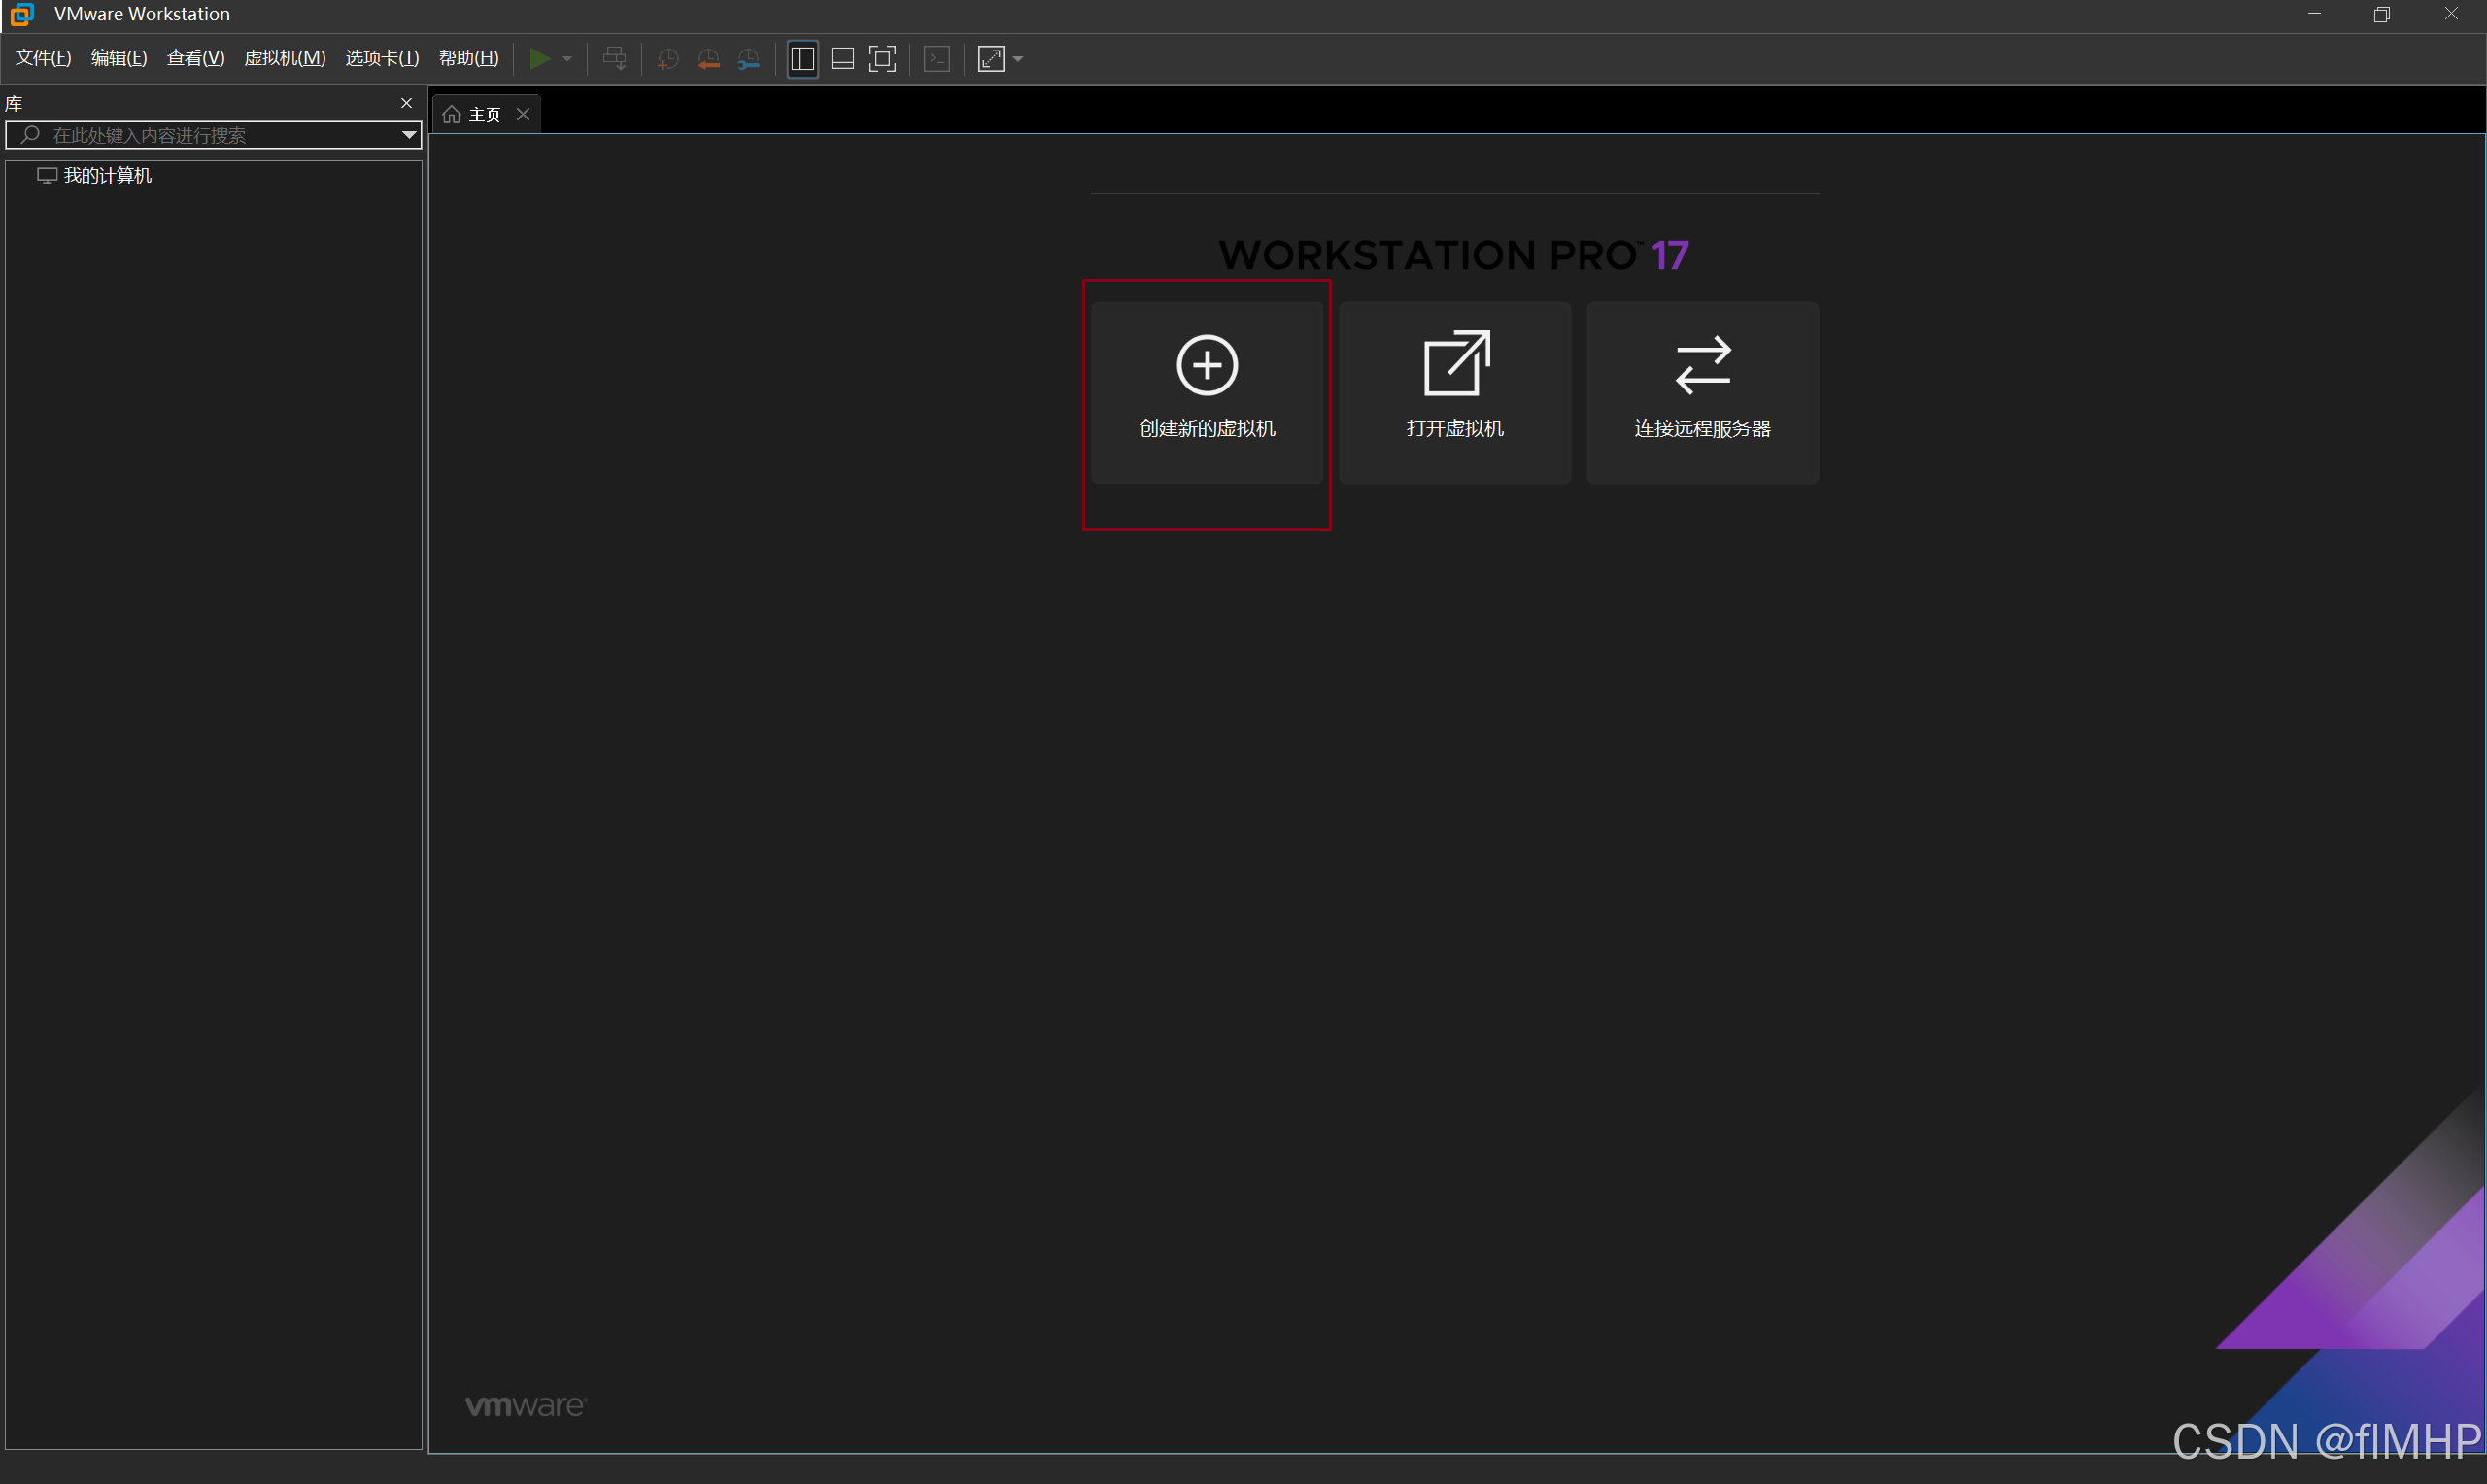 VMware Workstation
文件(F) 编辑(E) 查看(V) 虚拟机(M) 选项卡(T) 帮助(H)
库
在此处键入内容进行搜索
我的计算机
主页
WORKSTATION PRO™ 17
创建新的虚拟机
打开虚拟机
连接远程服务器
vmware
CSDN @flMHP